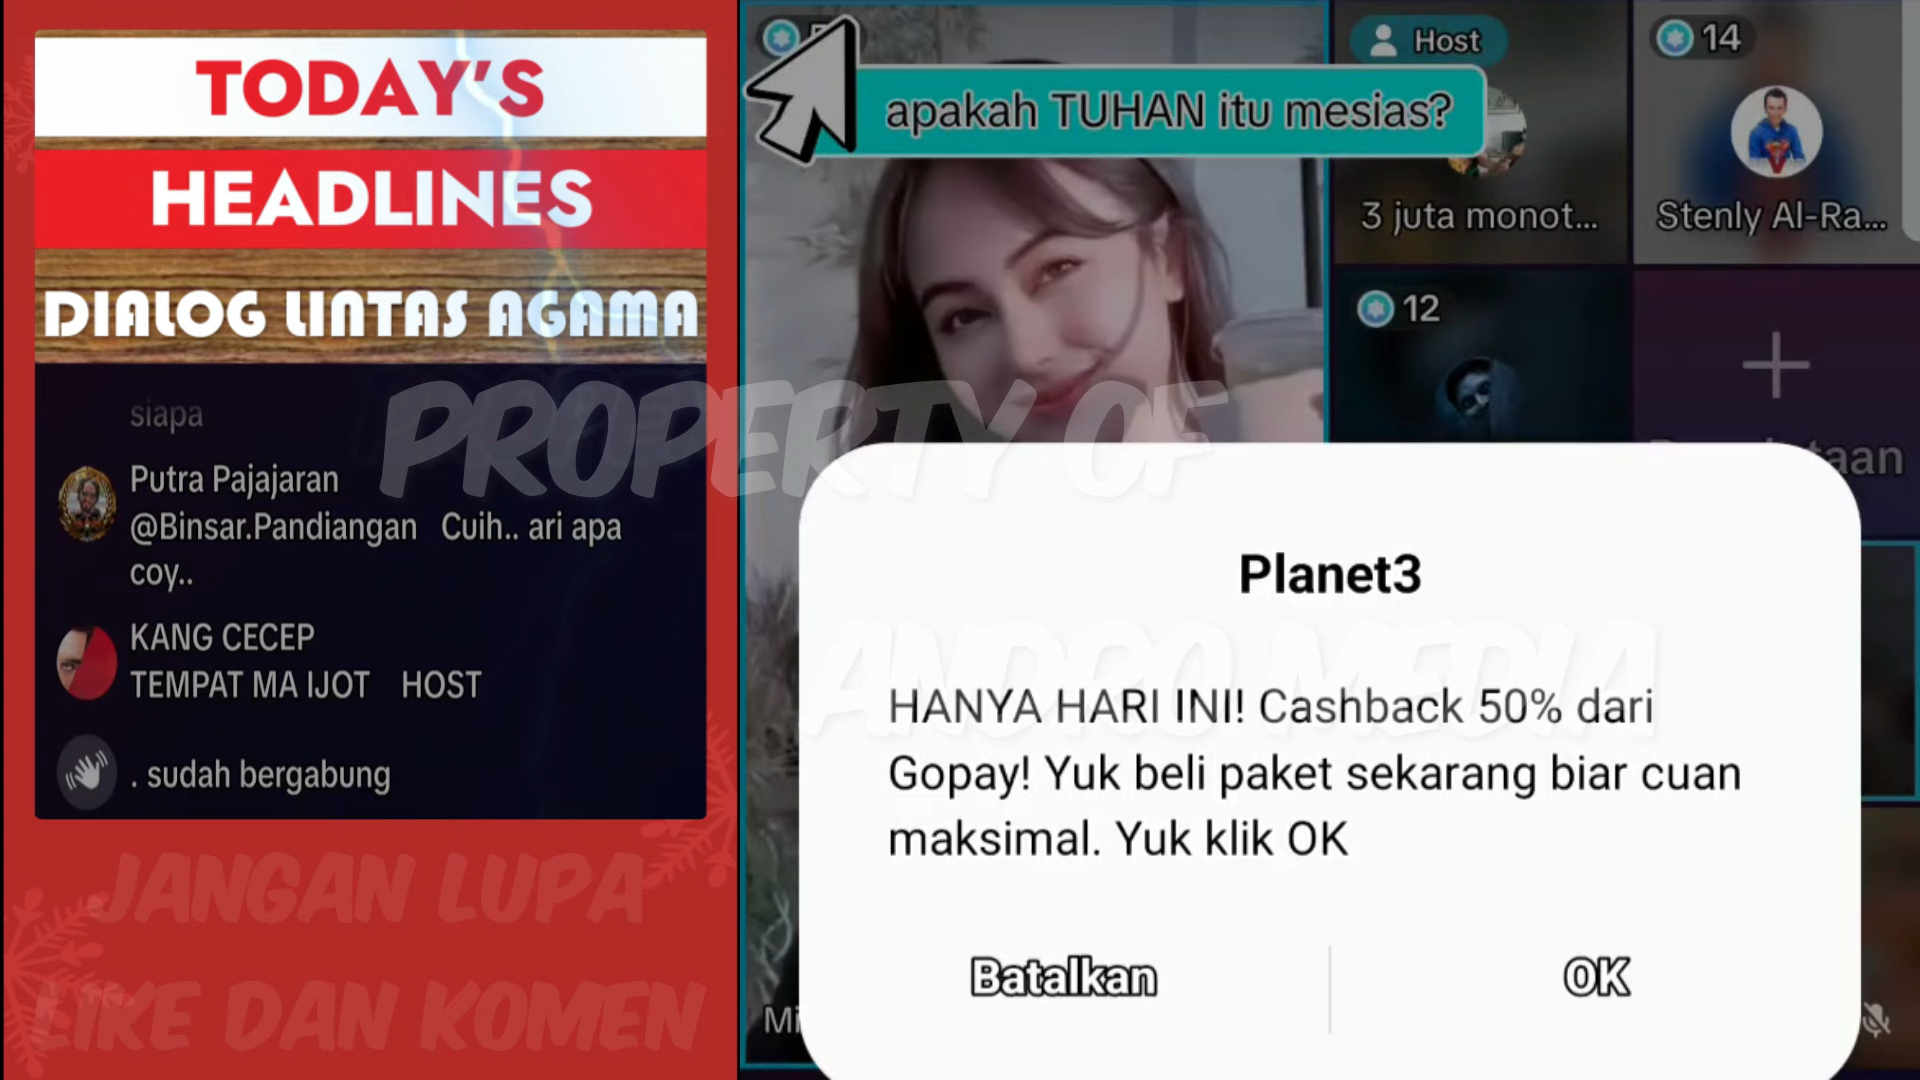 TODAY'S
HEADLINES
DIALOG LINTAS AGAMA
siapa
Putra Pajajaran
@Binsar.Pandiangan Cuih.. ari apa
coy..
KANG CECEP
TEMPAT MA IJOT HOST
. sudah bergabung
JANGAN LUPA
LIKE DAN KOMEN
apakah TUHAN itu mesias?
Host
14
3 juta monot...
Stenly Al-Ra...
12
PROPERTY OF
ANDRO MEDIA
Planet3
HANYA HARI INI! Cashback 50% dari
Gopay! Yuk beli paket sekarang biar cuan
maksimal. Yuk klik OK
Batalkan
OK